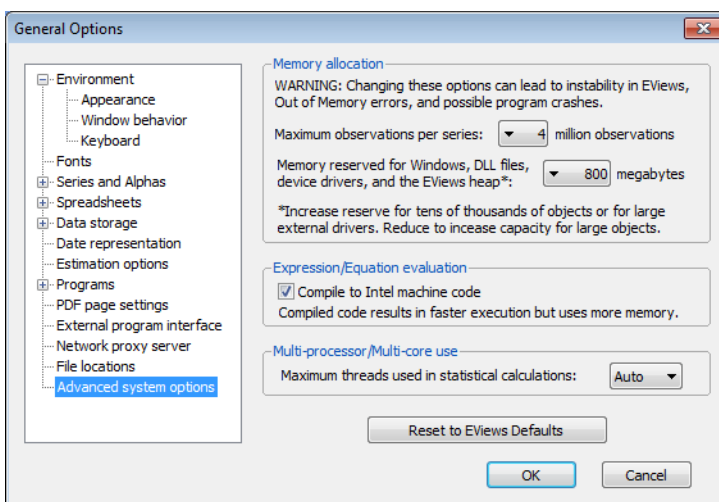 General Options
Environment
Appearance
Window behavior
Keyboard
Fonts
Series and Alphas
Spreadsheets
Data storage
Date representation
Estimation options
Programs
PDF page settings
External program interface
Network proxy server
File locations
Advanced system options
Memory allocation
WARNING: Changing these options can lead to instability in EViews,
Out of Memory errors, and possible program crashes.
Maximum observations per series: 4 million observations
Memory reserved for Windows, DLL files,
device drivers, and the EViews heap*: 800 megabytes
*Increase reserve for tens of thousands of objects or for large
external drivers. Reduce to incease capacity for large objects.
Expression/Equation evaluation
Compile to Intel machine code
Compiled code results in faster execution but uses more memory.
Multi-processor/Multi-core use
Maximum threads used in statistical calculations: Auto
Reset to EViews Defaults
OK Cancel